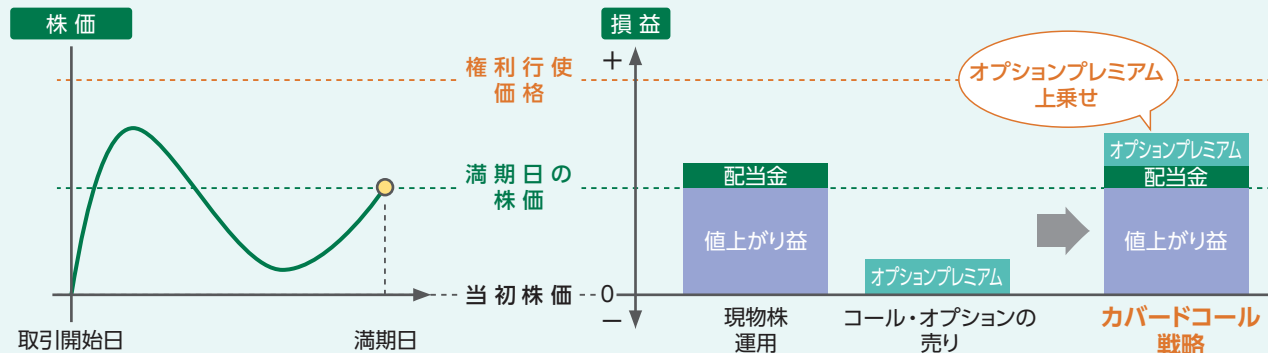 株価
損益
権利行使
価格
+
オプションプレミアム
上乗せ
満期日の
株価
配当金
値上がり益
オプションプレミアム
オプションプレミアム
配当金
値上がり益
当初株価
0
−
取引開始日
満期日
現物株
運用
コール・オプションの
売り
カバードコール
戦略